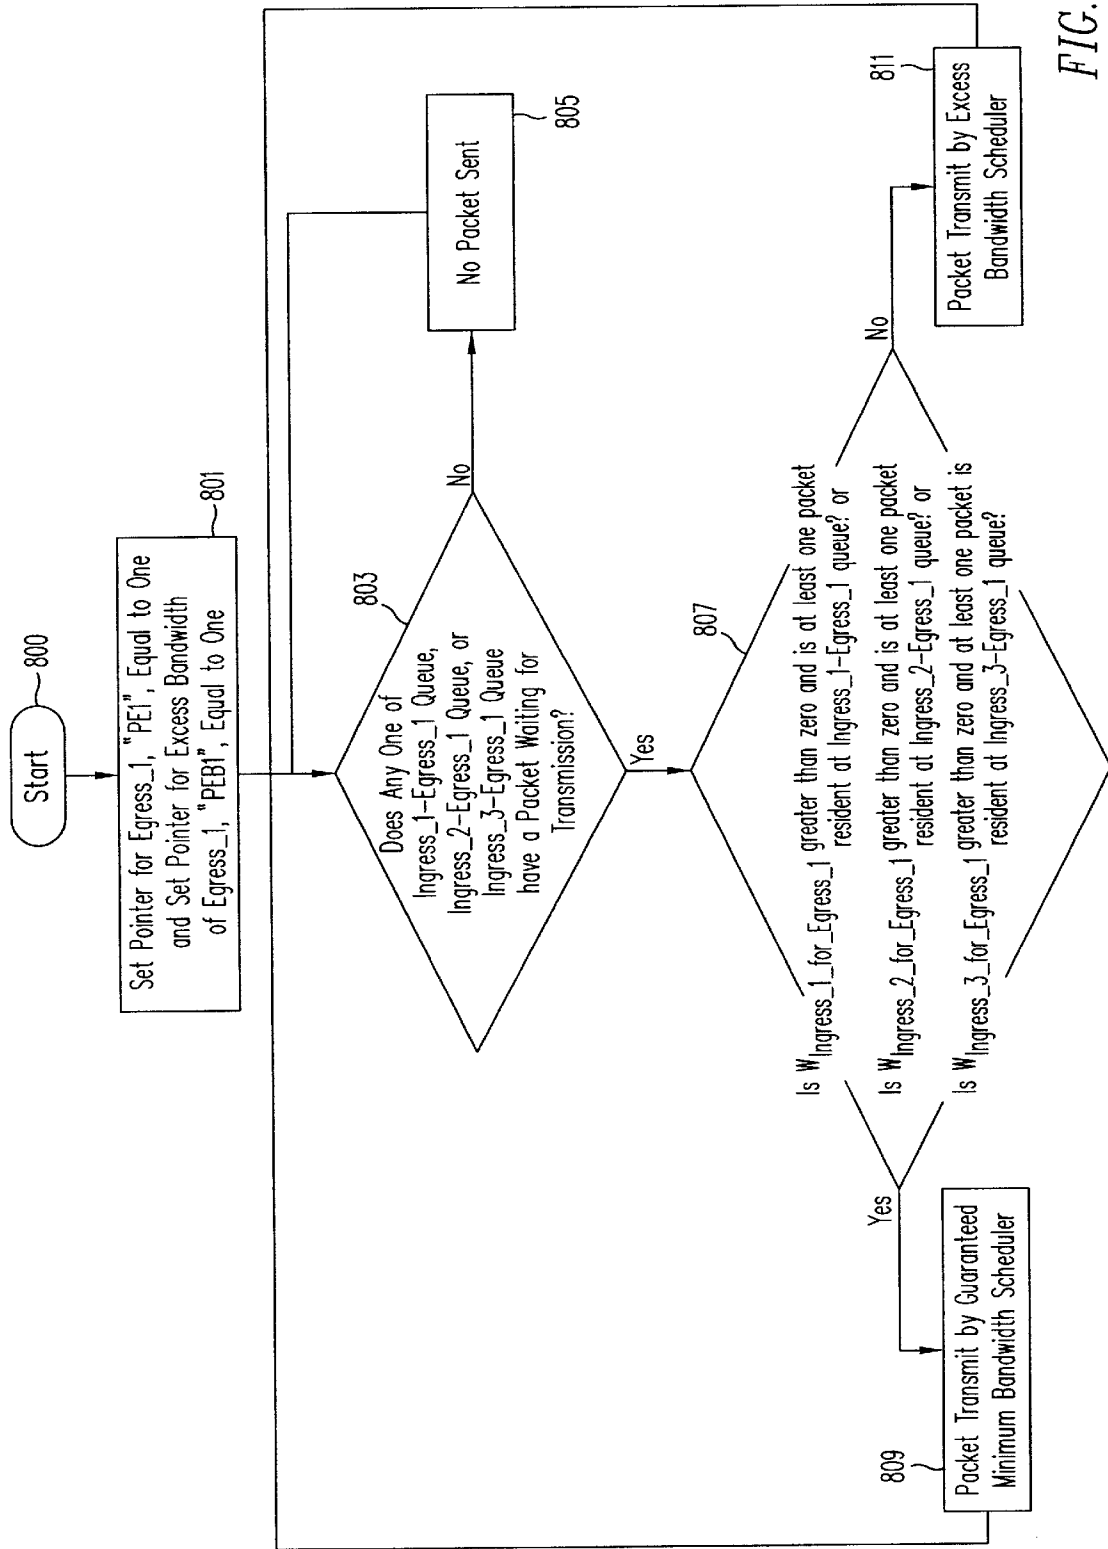 Start
800
Set Pointer for Egress_1, "PE1", Equal to One
and Set Pointer for Excess Bandwidth
of Egress_1, "PEB1", Equal to One
801
Does Any One of
Ingress_1-Egress_1 Queue,
Ingress_2-Egress_1 Queue, or
Ingress_3-Egress_1 Queue
have a Packet Waiting for
Transmission?
803
No
No Packet Sent
805
Yes
807
Is WIngress_1_for_Egress_1 greater than zero and is at least one packet
resident at Ingress_1-Egress_1 queue? or
Is WIngress_2_for_Egress_1 greater than zero and is at least one packet
resident at Ingress_2-Egress_1 queue? or
Is WIngress_3_for_Egress_1 greater than zero and at least one packet is
resident at Ingress_3-Egress_1 queue?
Yes
No
809
Packet Transmit by Guaranteed
Minimum Bandwidth Scheduler
811
Packet Transmit by Excess
Bandwidth Scheduler
FIG.